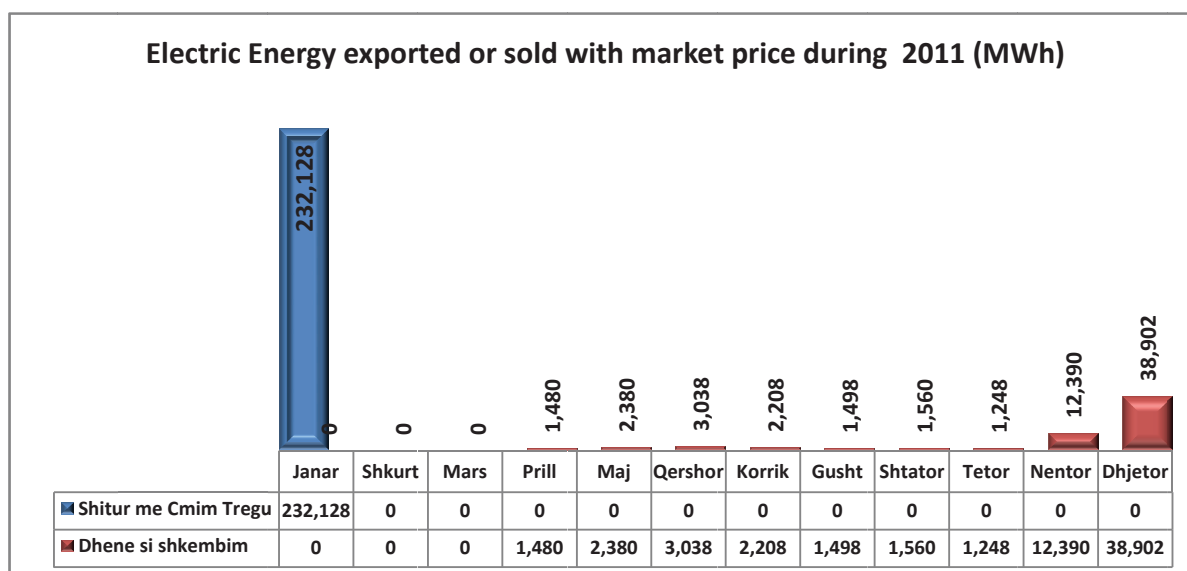 Electric Energy exported or sold with market price during 2011 (MWh)
232,128
0 0 0 1,480 2,380 3,038 2,208 1,498 1,560 1,248 12,390 38,902
Janar Shkurt Mars Prill Maj Qershor Korrik Gusht Shtator Tetor Nentor Dhjetor
Shitur me Cmim Tregu 232,128 0 0 0 0 0 0 0 0 0 0 0
Dhene si shkembim 0 0 0 1,480 2,380 3,038 2,208 1,498 1,560 1,248 12,390 38,902